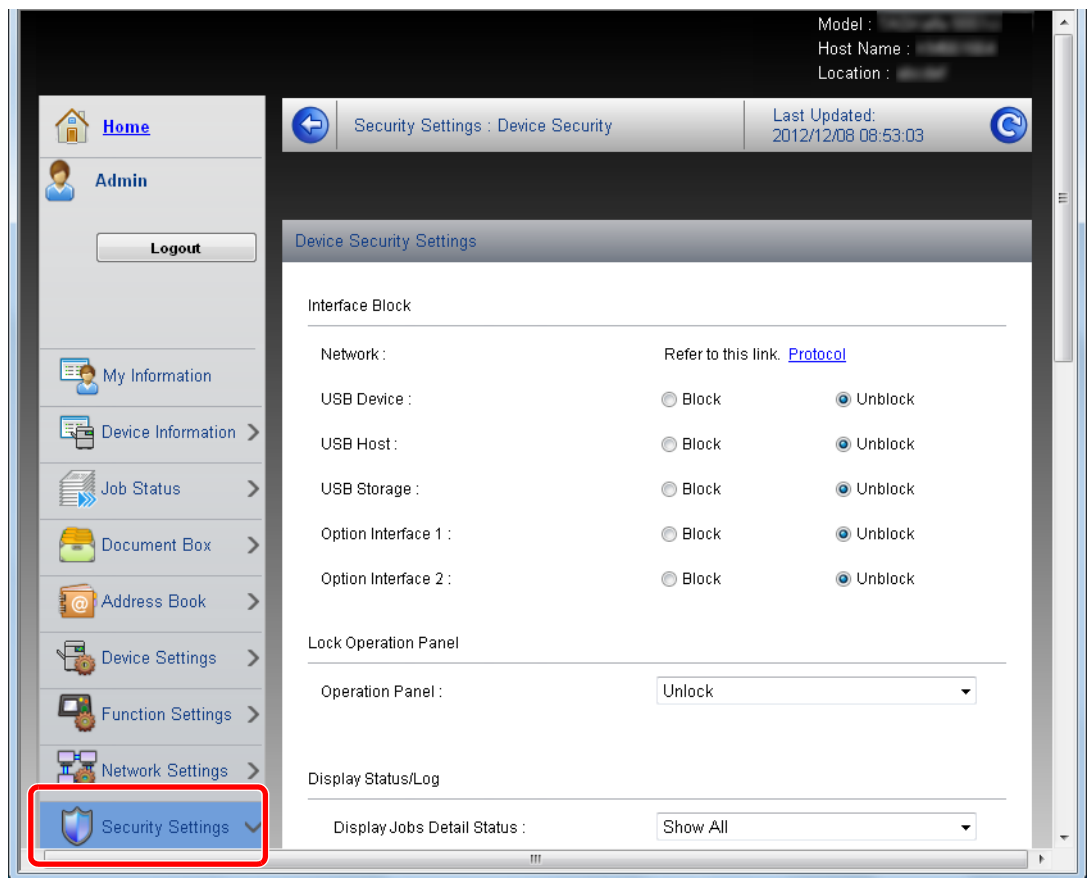 Model :
Host Name :
Location :
Home
Security Settings : Device Security
Last Updated:
2012/12/08 08:53:03
Admin
Logout
Device Security Settings
Interface Block
Network : Refer to this link. Protocol
My Information
USB Device : Block Unblock
Device Information
USB Host : Block Unblock
Job Status
USB Storage : Block Unblock
Option Interface 1 : Block Unblock
Document Box
Option Interface 2 : Block Unblock
Address Book
Lock Operation Panel
Device Settings
Operation Panel : Unlock
Function Settings
Network Settings
Display Status/Log
Security Settings
Display Jobs Detail Status : Show All